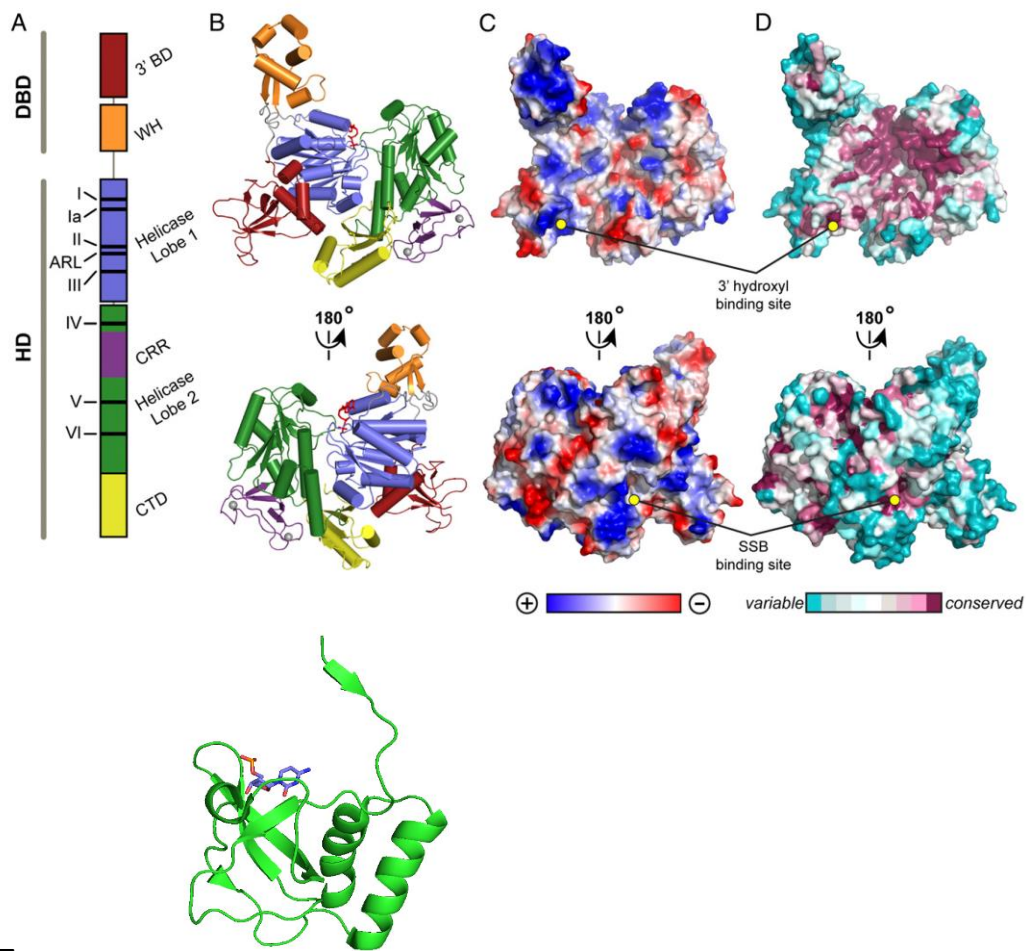 A
B
C
D
DBD
3' BD
WH
HD
I
Ia
II
ARL
III
Helicase
Lobe 1
IV
CRR
V
Helicase
Lobe 2
VI
CTD
3' hydroxyl
binding site
180°
180°
180°
SSB
binding site
+
−
variable
conserved